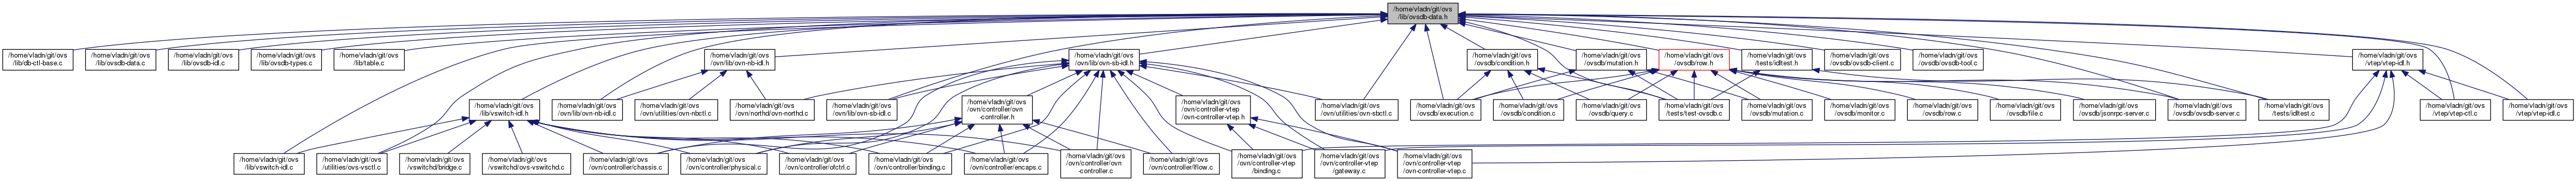 /home/vladn/git/ovs
/lib/ovsdb-data.h
/home/vladn/git/ovs
/lib/db-ctl-base.c
/home/vladn/git/ovs
/lib/ovsdb-data.c
/home/vladn/git/ovs
/lib/ovsdb-idl.c
/home/vladn/git/ovs
/lib/ovsdb-types.c
/home/vladn/git/ovs
/lib/table.c
/home/vladn/git/ovs
/ovn/lib/ovn-nb-idl.h
/home/vladn/git/ovs
/ovn/lib/ovn-sb-idl.h
/home/vladn/git/ovs
/ovsdb/condition.h
/home/vladn/git/ovs
/ovsdb/mutation.h
/home/vladn/git/ovs
/ovsdb/row.h
/home/vladn/git/ovs
/tests/idltest.h
/home/vladn/git/ovs
/ovsdb/ovsdb-client.c
/home/vladn/git/ovs
/ovsdb/ovsdb-tool.c
/home/vladn/git/ovs
/vtep/vtep-idl.h
/home/vladn/git/ovs
/lib/vswitch-idl.h
/home/vladn/git/ovs
/ovn/lib/ovn-nb-idl.c
/home/vladn/git/ovs
/ovn/utilities/ovn-nbctl.c
/home/vladn/git/ovs
/ovn/northd/ovn-northd.c
/home/vladn/git/ovs
/ovn/lib/ovn-sb-idl.c
/home/vladn/git/ovs
/ovn/controller/ovn
-controller.h
/home/vladn/git/ovs
/ovn/controller-vtep
/ovn-controller-vtep.h
/home/vladn/git/ovs
/ovn/utilities/ovn-sbctl.c
/home/vladn/git/ovs
/ovsdb/execution.c
/home/vladn/git/ovs
/ovsdb/condition.c
/home/vladn/git/ovs
/ovsdb/query.c
/home/vladn/git/ovs
/tests/test-ovsdb.c
/home/vladn/git/ovs
/ovsdb/mutation.c
/home/vladn/git/ovs
/ovsdb/monitor.c
/home/vladn/git/ovs
/ovsdb/row.c
/home/vladn/git/ovs
/ovsdb/file.c
/home/vladn/git/ovs
/ovsdb/jsonrpc-server.c
/home/vladn/git/ovs
/ovsdb/ovsdb-server.c
/home/vladn/git/ovs
/tests/idltest.c
/home/vladn/git/ovs
/vtep/vtep-ctl.c
/home/vladn/git/ovs
/vtep/vtep-idl.c
/home/vladn/git/ovs
/lib/vswitch-idl.c
/home/vladn/git/ovs
/utilities/ovs-vsctl.c
/home/vladn/git/ovs
/vswitchd/bridge.c
/home/vladn/git/ovs
/vswitchd/ovs-vswitchd.c
/home/vladn/git/ovs
/ovn/controller/chassis.c
/home/vladn/git/ovs
/ovn/controller/physical.c
/home/vladn/git/ovs
/ovn/controller/ofctrl.c
/home/vladn/git/ovs
/ovn/controller/binding.c
/home/vladn/git/ovs
/ovn/controller/encaps.c
/home/vladn/git/ovs
/ovn/controller/ovn
-controller.c
/home/vladn/git/ovs
/ovn/controller/lflow.c
/home/vladn/git/ovs
/ovn/controller-vtep
/binding.c
/home/vladn/git/ovs
/ovn/controller-vtep
/gateway.c
/home/vladn/git/ovs
/ovn/controller-vtep
/ovn-controller-vtep.c